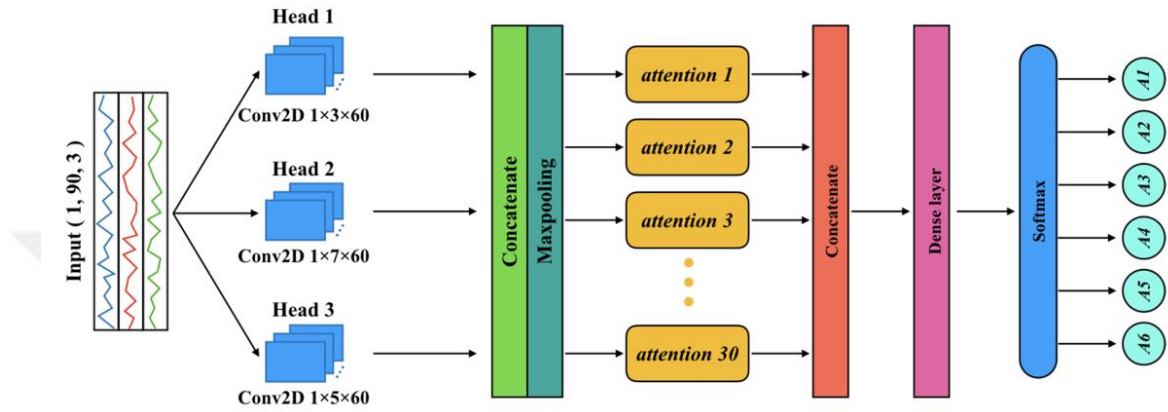 Input ( 1, 90, 3 )
Head 1
Conv2D 1×3×60
Head 2
Conv2D 1×7×60
Head 3
Conv2D 1×5×60
Concatenate
Maxpooling
attention 1
attention 2
attention 3
attention 30
Concatenate
Dense layer
Softmax
A1
A2
A3
A4
A5
A6